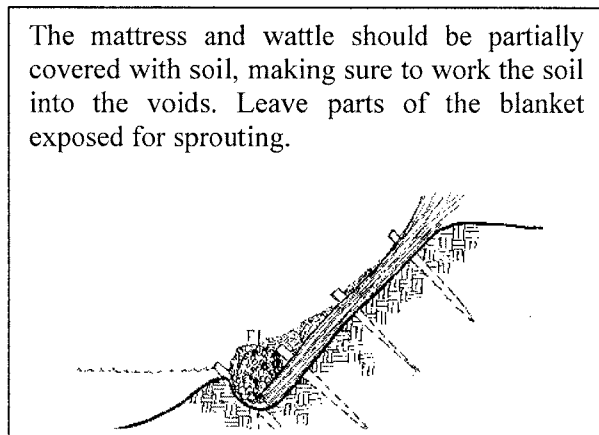 The mattress and wattle should be partially
covered with soil, making sure to work the soil
into the voids. Leave parts of the blanket
exposed for sprouting.